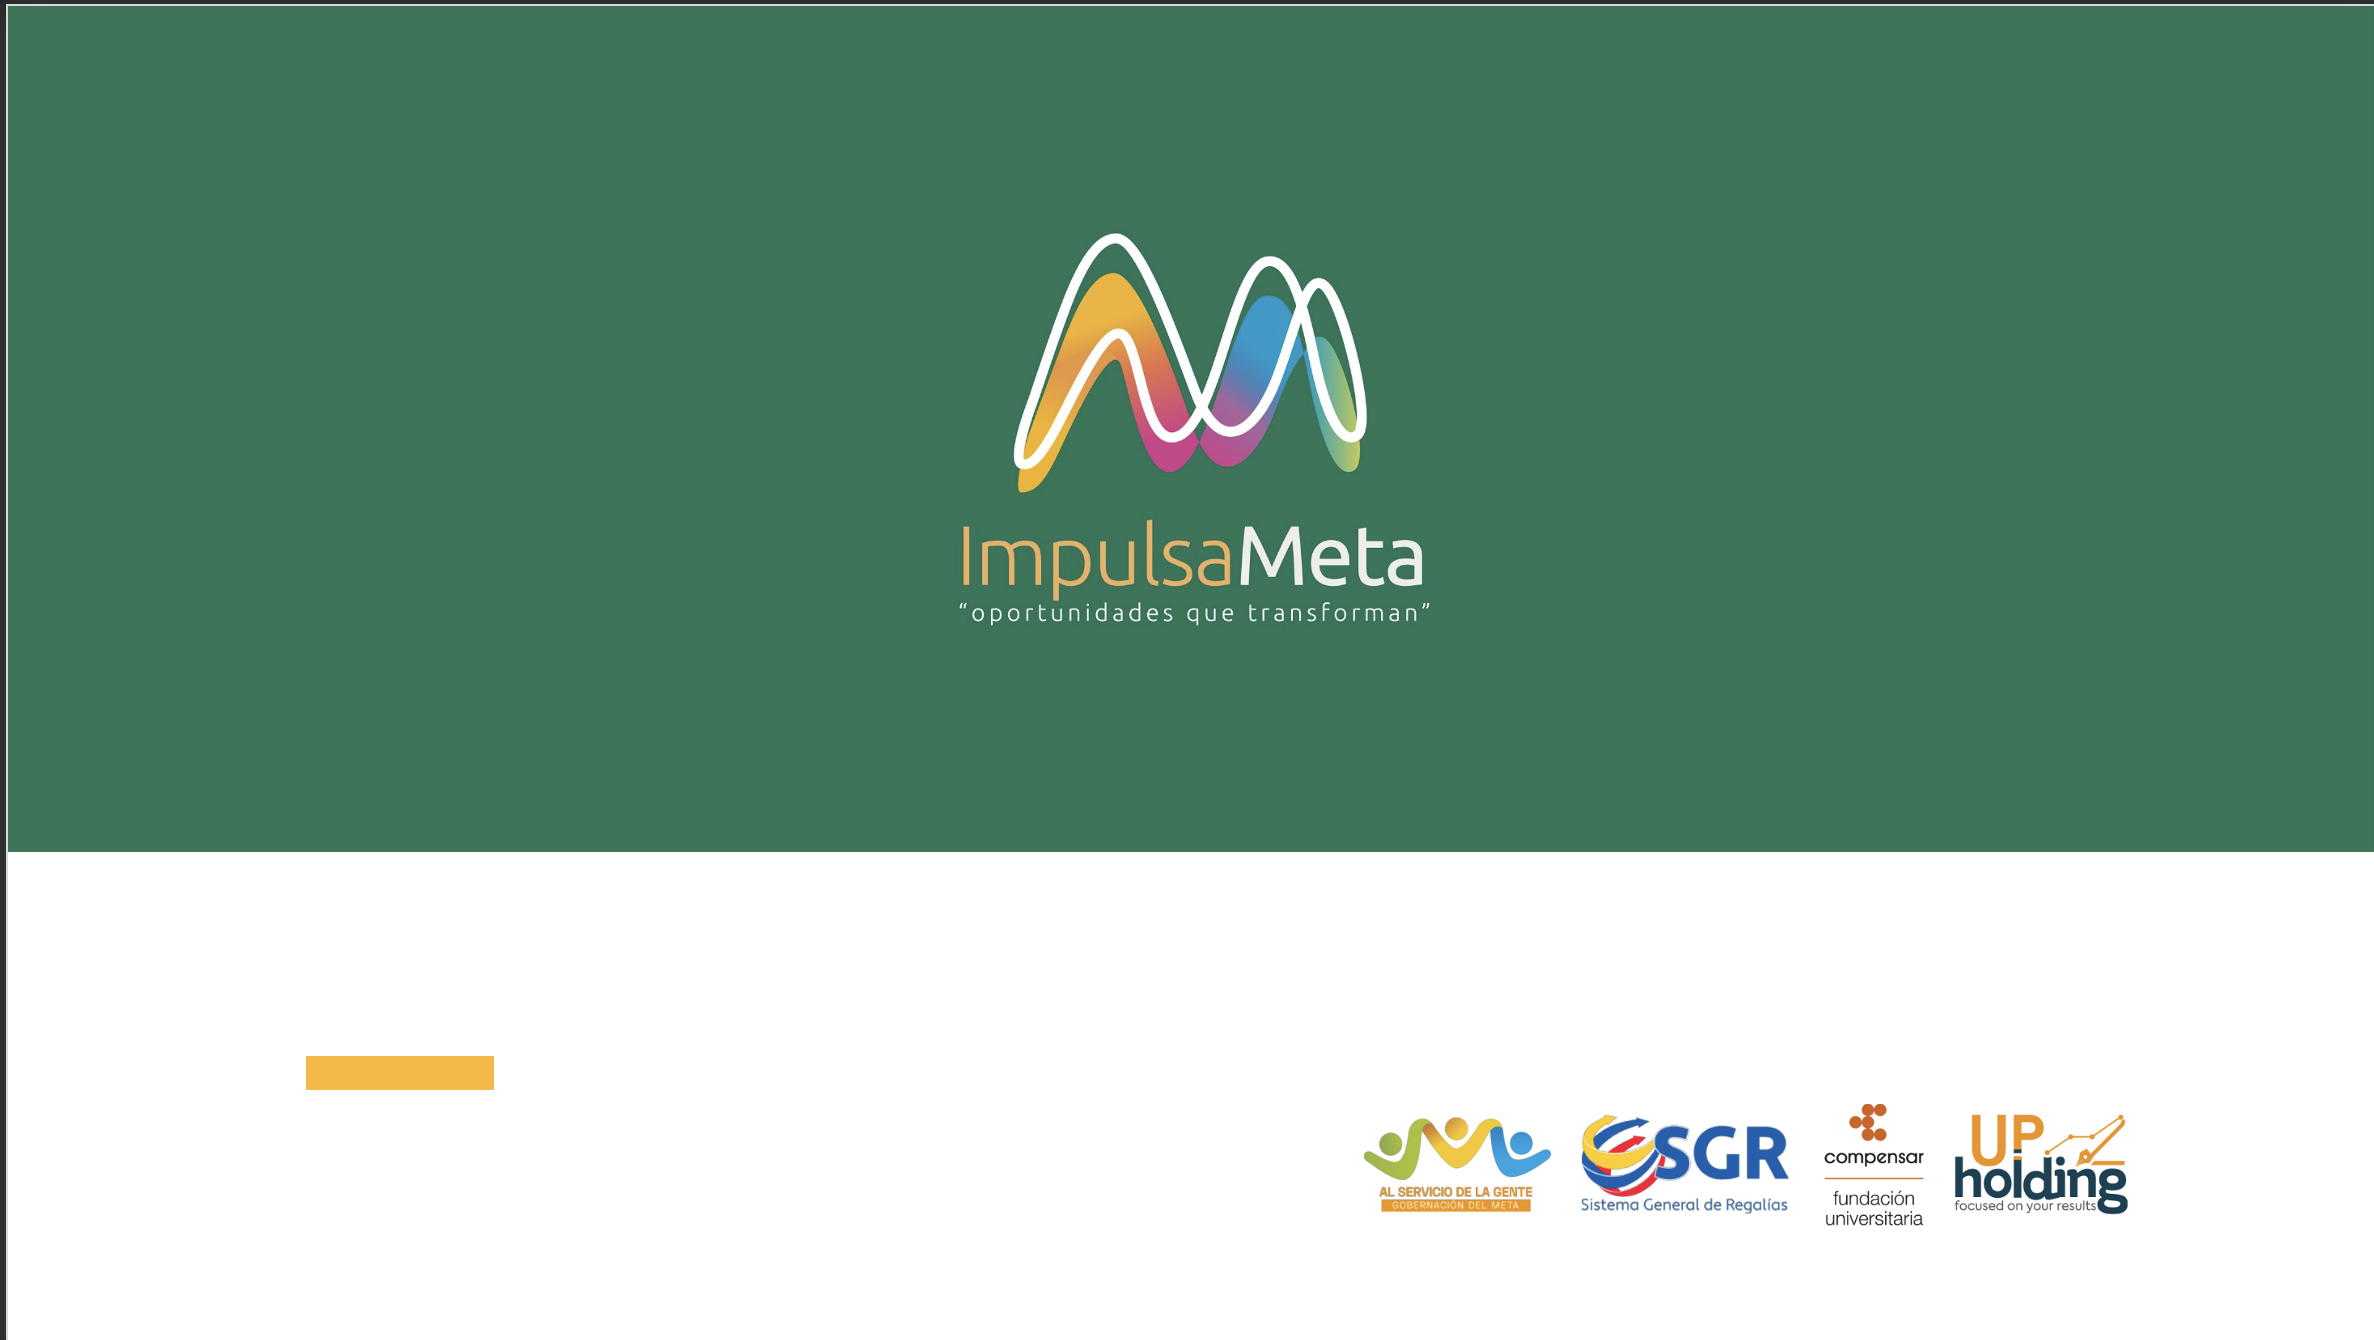 ImpulsaMeta
“oportunidades que transforman”
AL SERVICIO DE LA GENTE
GOBERNACIÓN DEL META
SGR
Sistema General de Regalías
compensar
fundación
universitaria
UP
holding
focused on your results